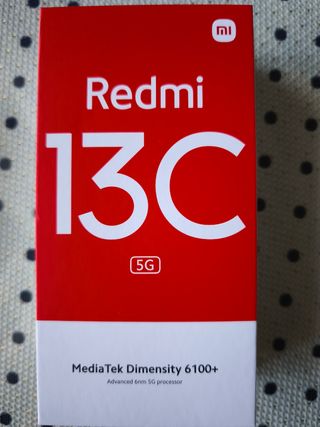 mi
Redmi
13C
5G
MediaTek Dimensity 6100+
Advanced 6nm 5G processor